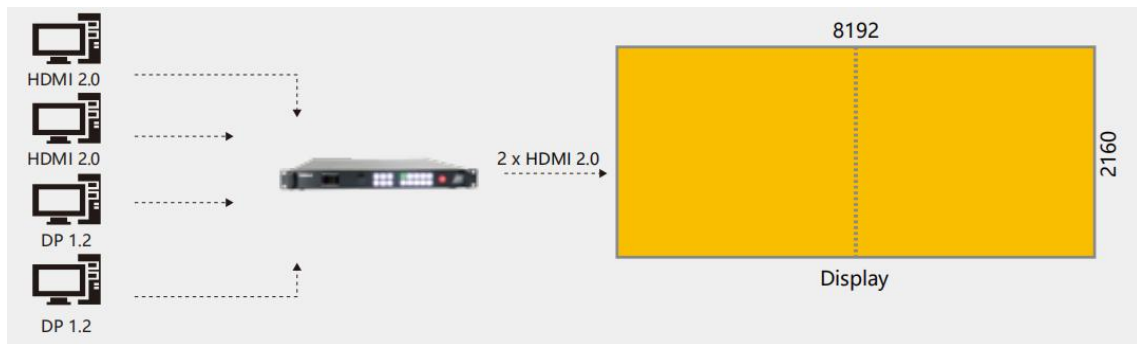 HDMI 2.0
HDMI 2.0
DP 1.2
DP 1.2
2 x HDMI 2.0
8192
2160
Display